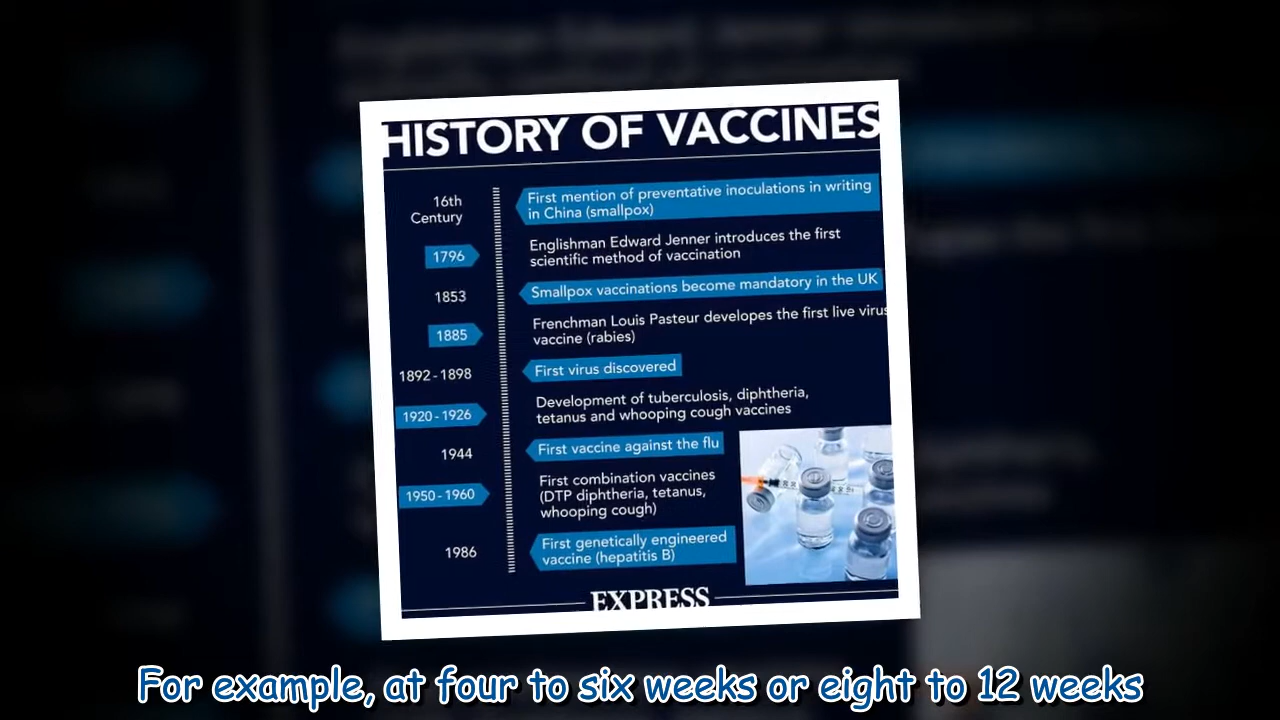 HISTORY OF VACCINES
16th
Century
First mention of preventative inoculations in writing
in China (smallpox)
1796
Englishman Edward Jenner introduces the first
scientific method of vaccination
1853
Smallpox vaccinations become mandatory in the UK
1885
Frenchman Louis Pasteur developes the first live virus
vaccine (rabies)
1892 - 1898
First virus discovered
1920 - 1926
Development of tuberculosis, diphtheria,
tetanus and whooping cough vaccines
1944
First vaccine against the flu
1950 - 1960
First combination vaccines
(DTP diphtheria, tetanus,
whooping cough)
1986
First genetically engineered
vaccine (hepatitis B)
EXPRESS
For example, at four to six weeks or eight to 12 weeks